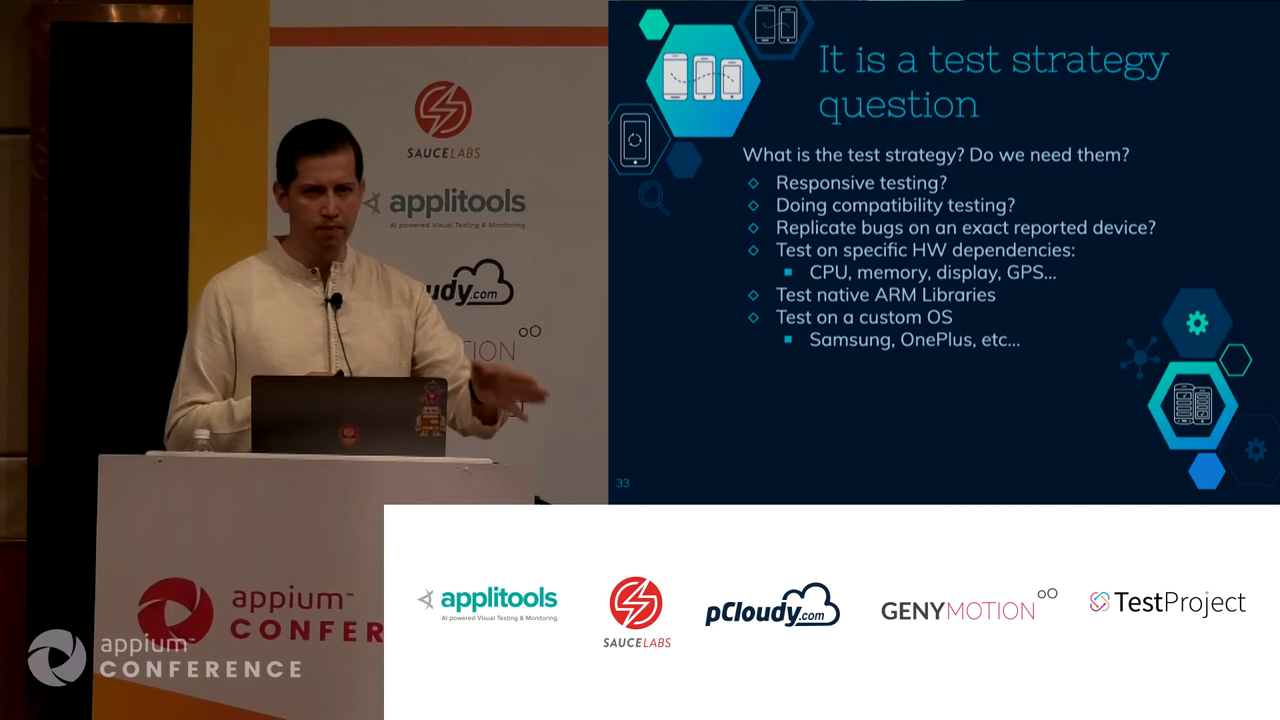 SAUCELABS
applitools
AI powered Visual Testing & Monitoring
udy.com
TION
appium™
CONFER
appium™
CONFERENCE
It is a test strategy
question
What is the test strategy? Do we need them?
Responsive testing?
Doing compatibility testing?
Replicate bugs on an exact reported device?
Test on specific HW dependencies:
CPU, memory, display, GPS...
Test native ARM Libraries
Test on a custom OS
Samsung, OnePlus, etc...
33
applitools
AI powered Visual Testing & Monitoring
SAUCELABS
pCloudy.com
GENYMOTION
TestProject